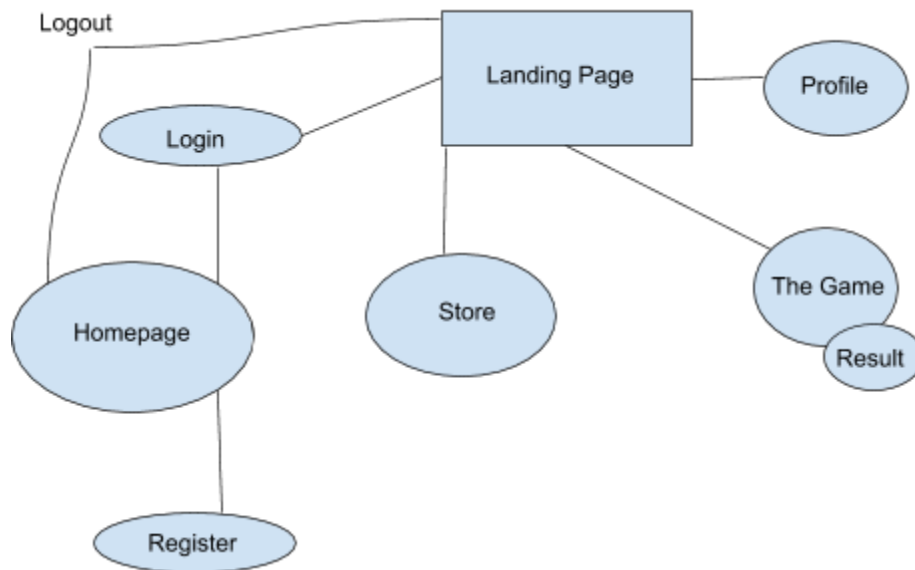 Logout
Landing Page
Profile
Login
The Game
Store
Homepage
Result
Register